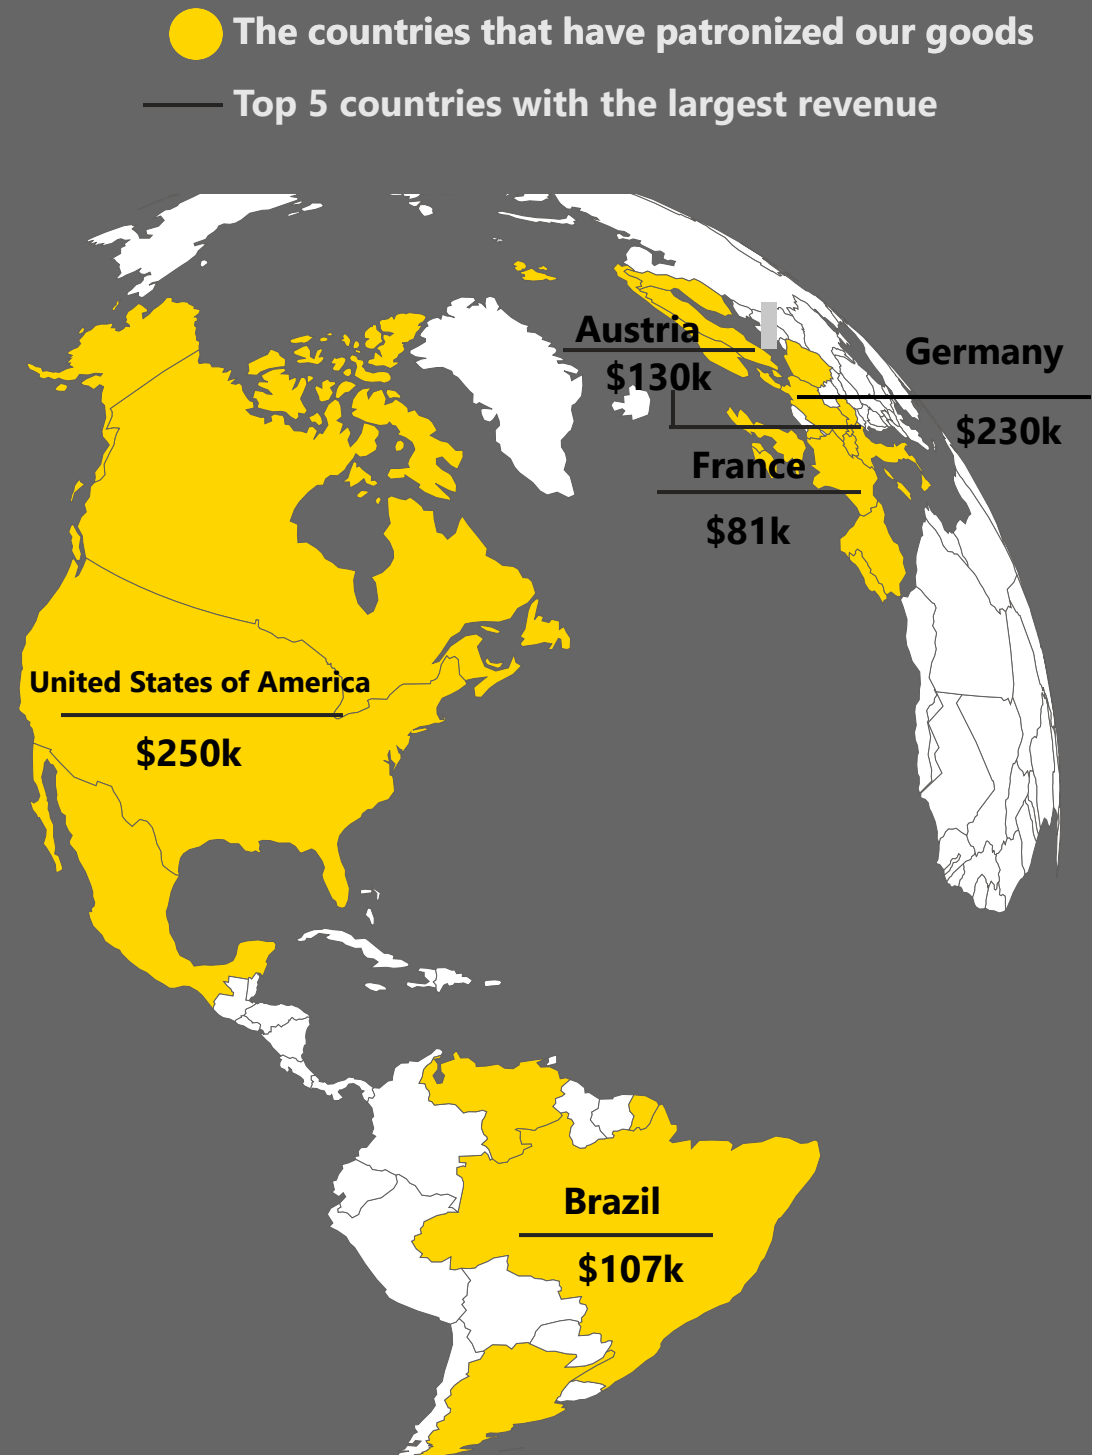 The countries that have patronized our goods
Top 5 countries with the largest revenue
Austria
$130k
Germany
$230k
France
$81k
United States of America
$250k
Brazil
$107k